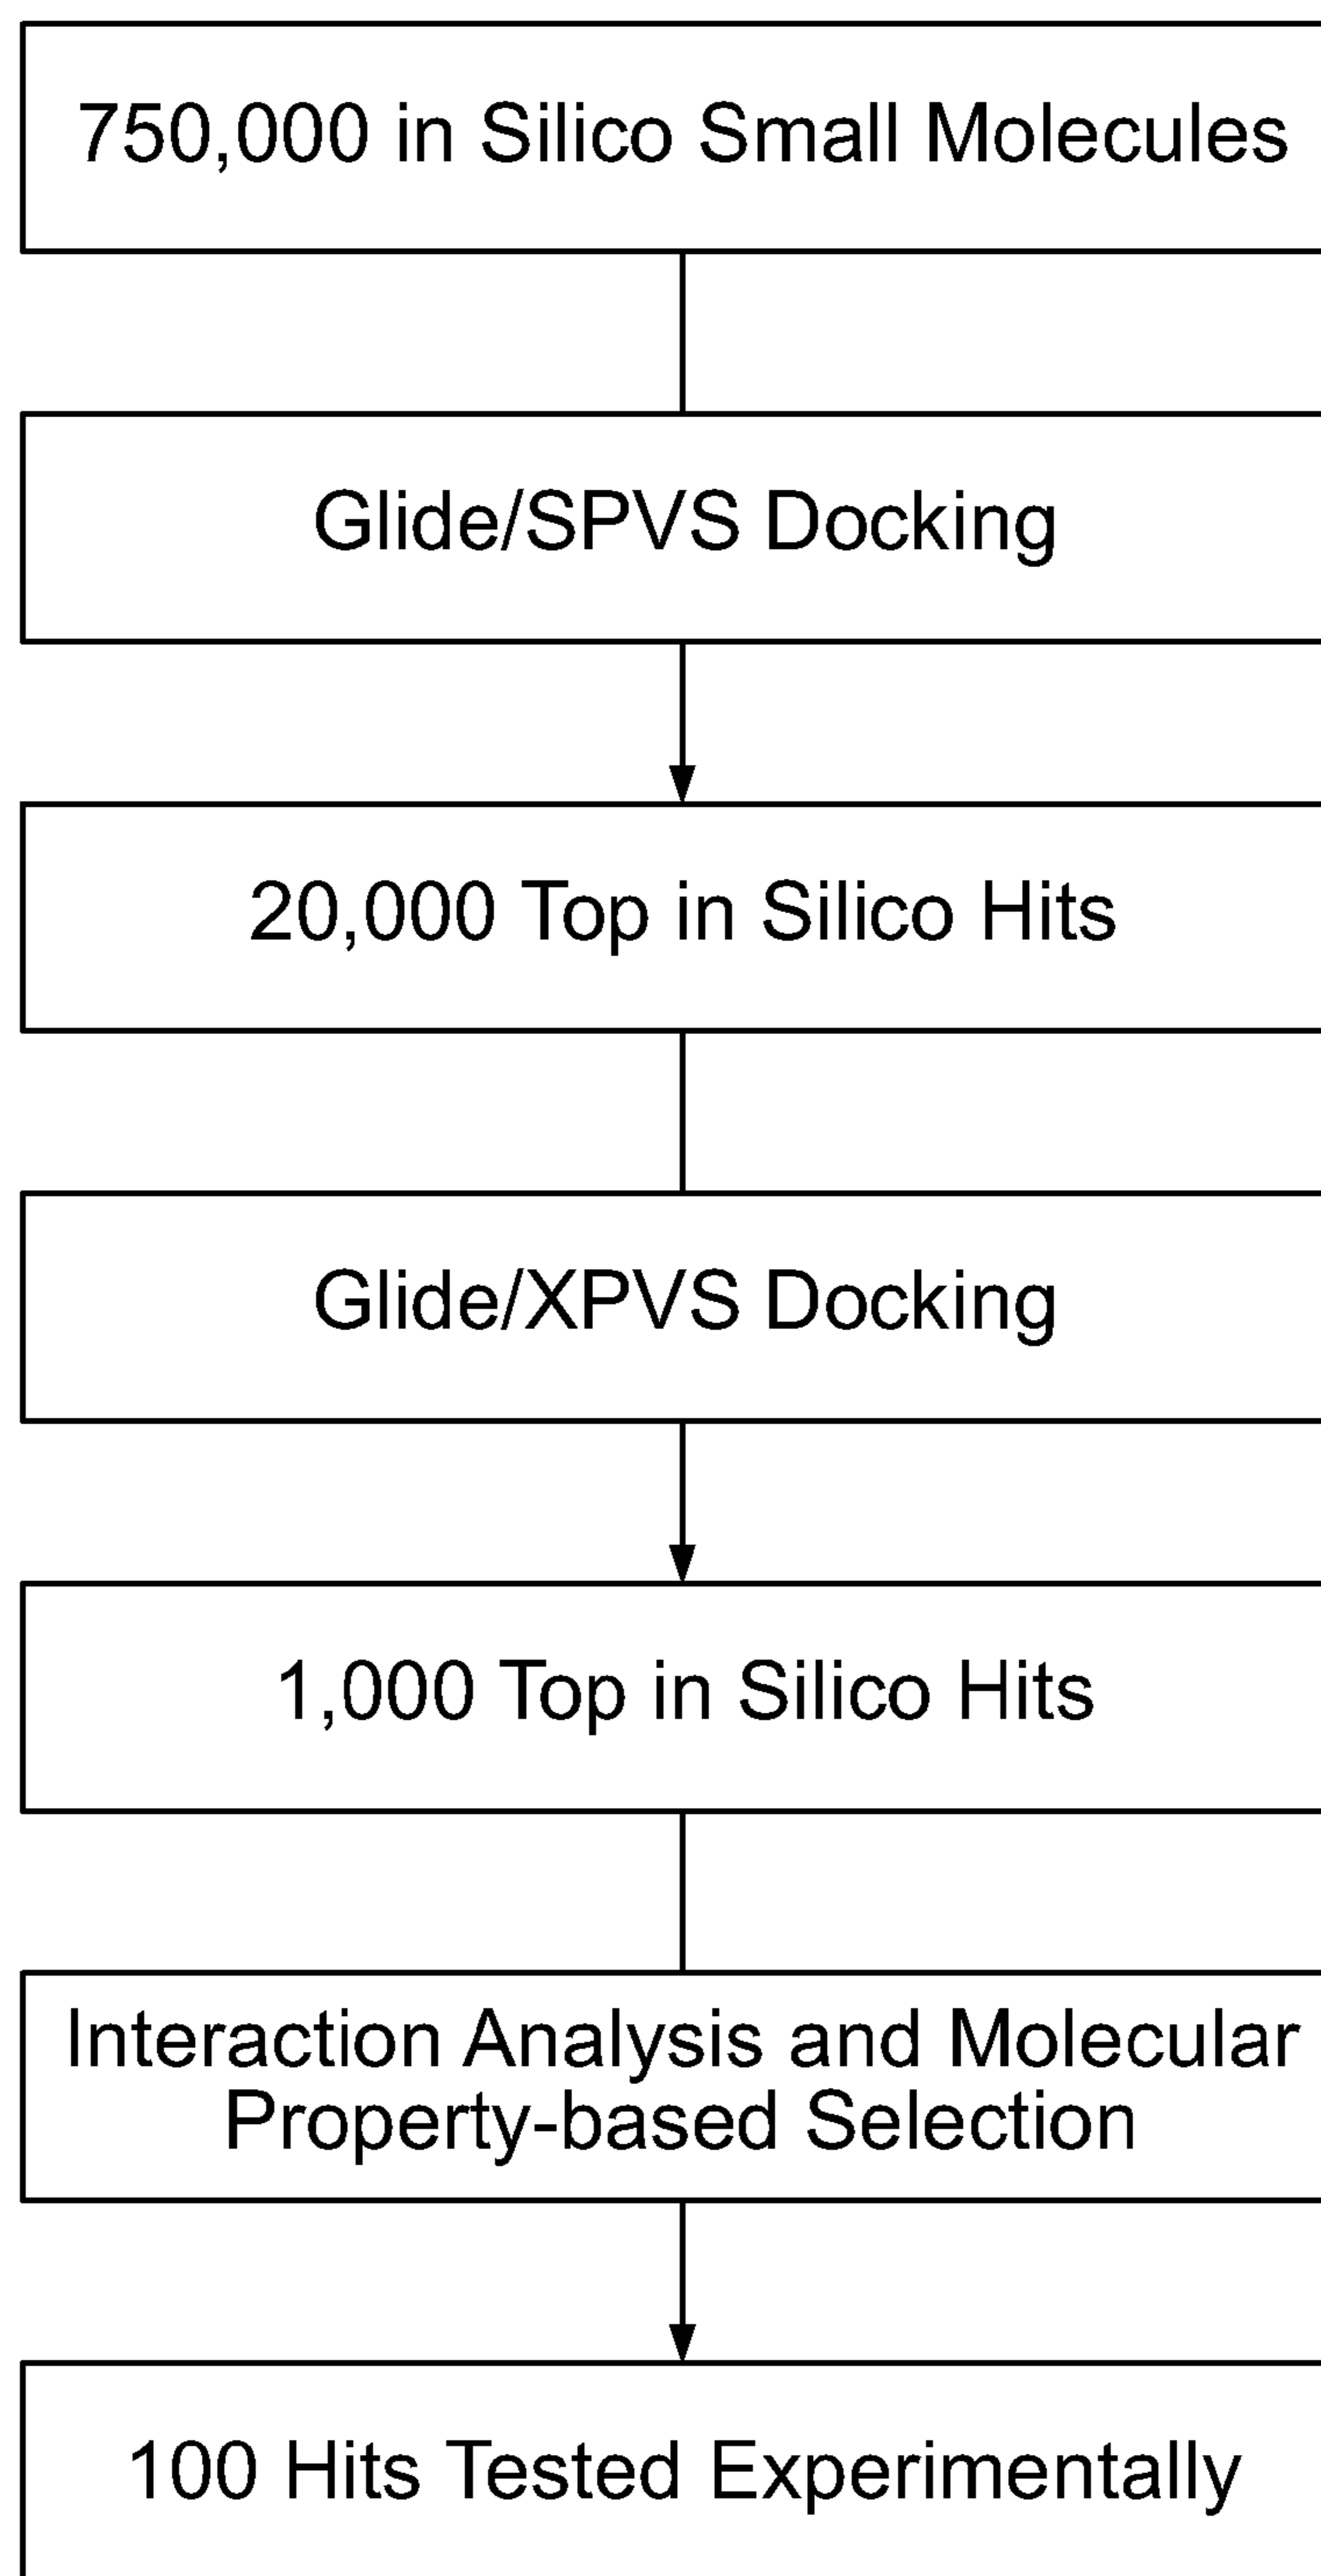 750,000 in Silico Small Molecules
Glide/SPVS Docking
20,000 Top in Silico Hits
Glide/XPVS Docking
1,000 Top in Silico Hits
Interaction Analysis and Molecular
Property-based Selection
100 Hits Tested Experimentally